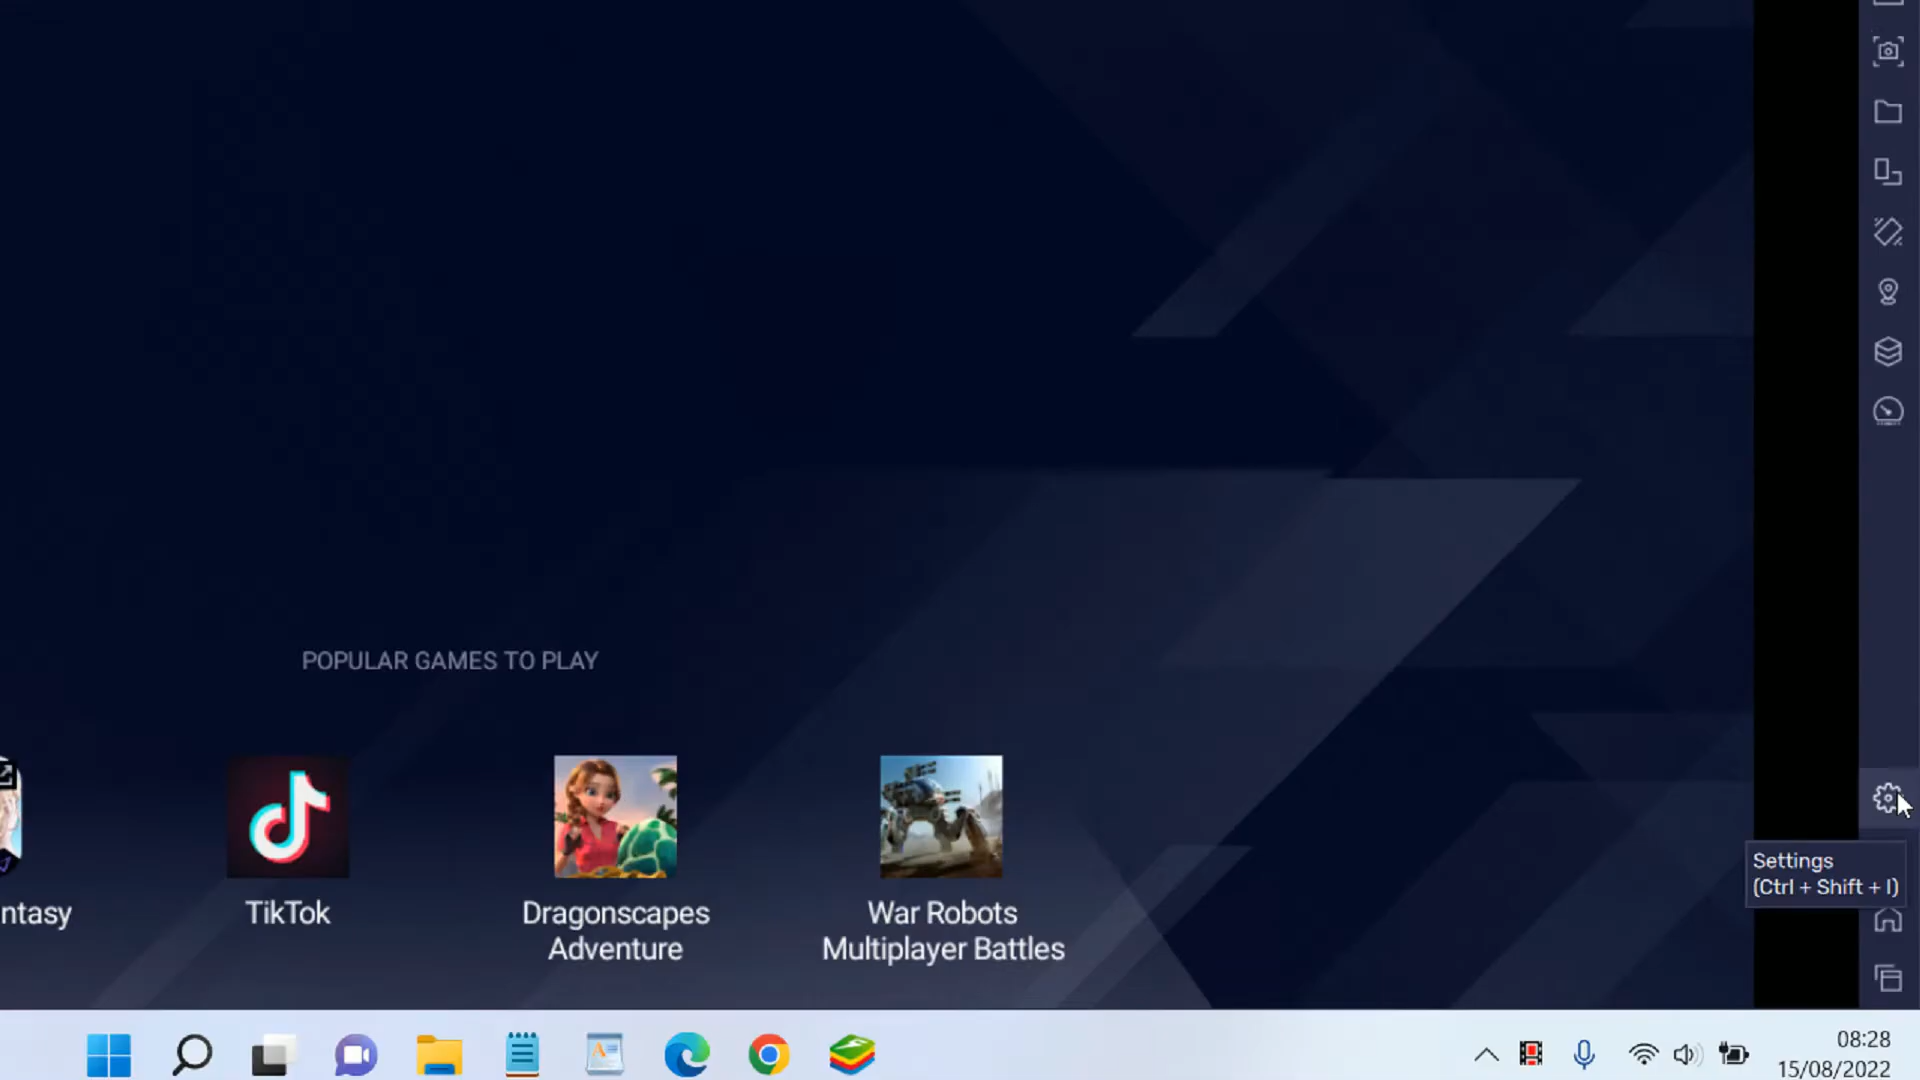 POPULAR GAMES TO PLAY
ntasy
TikTok
Dragonscapes
Adventure
War Robots
Multiplayer Battles
Settings
(Ctrl + Shift + I)
08:28
15/08/2022